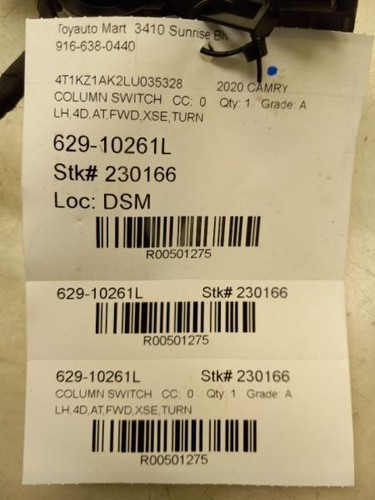 Toyauto Mart 3410 Sunrise
916-638-0440
4T1KZ1AK2LU035328 2020 CAMRY
COLUMN SWITCH CC: 0 Qty: 1 Grade: A
LH,4D,AT,FWD,XSE,TURN
629-10261L
Stk# 230166
Loc: DSM
R00501275
629-10261L Stk# 230166
R00501275
629-10261L Stk# 230166
COLUMN SWITCH CC: 0 Qty: 1 Grade: A
LH,4D,AT,FWD,XSE,TURN
R00501275